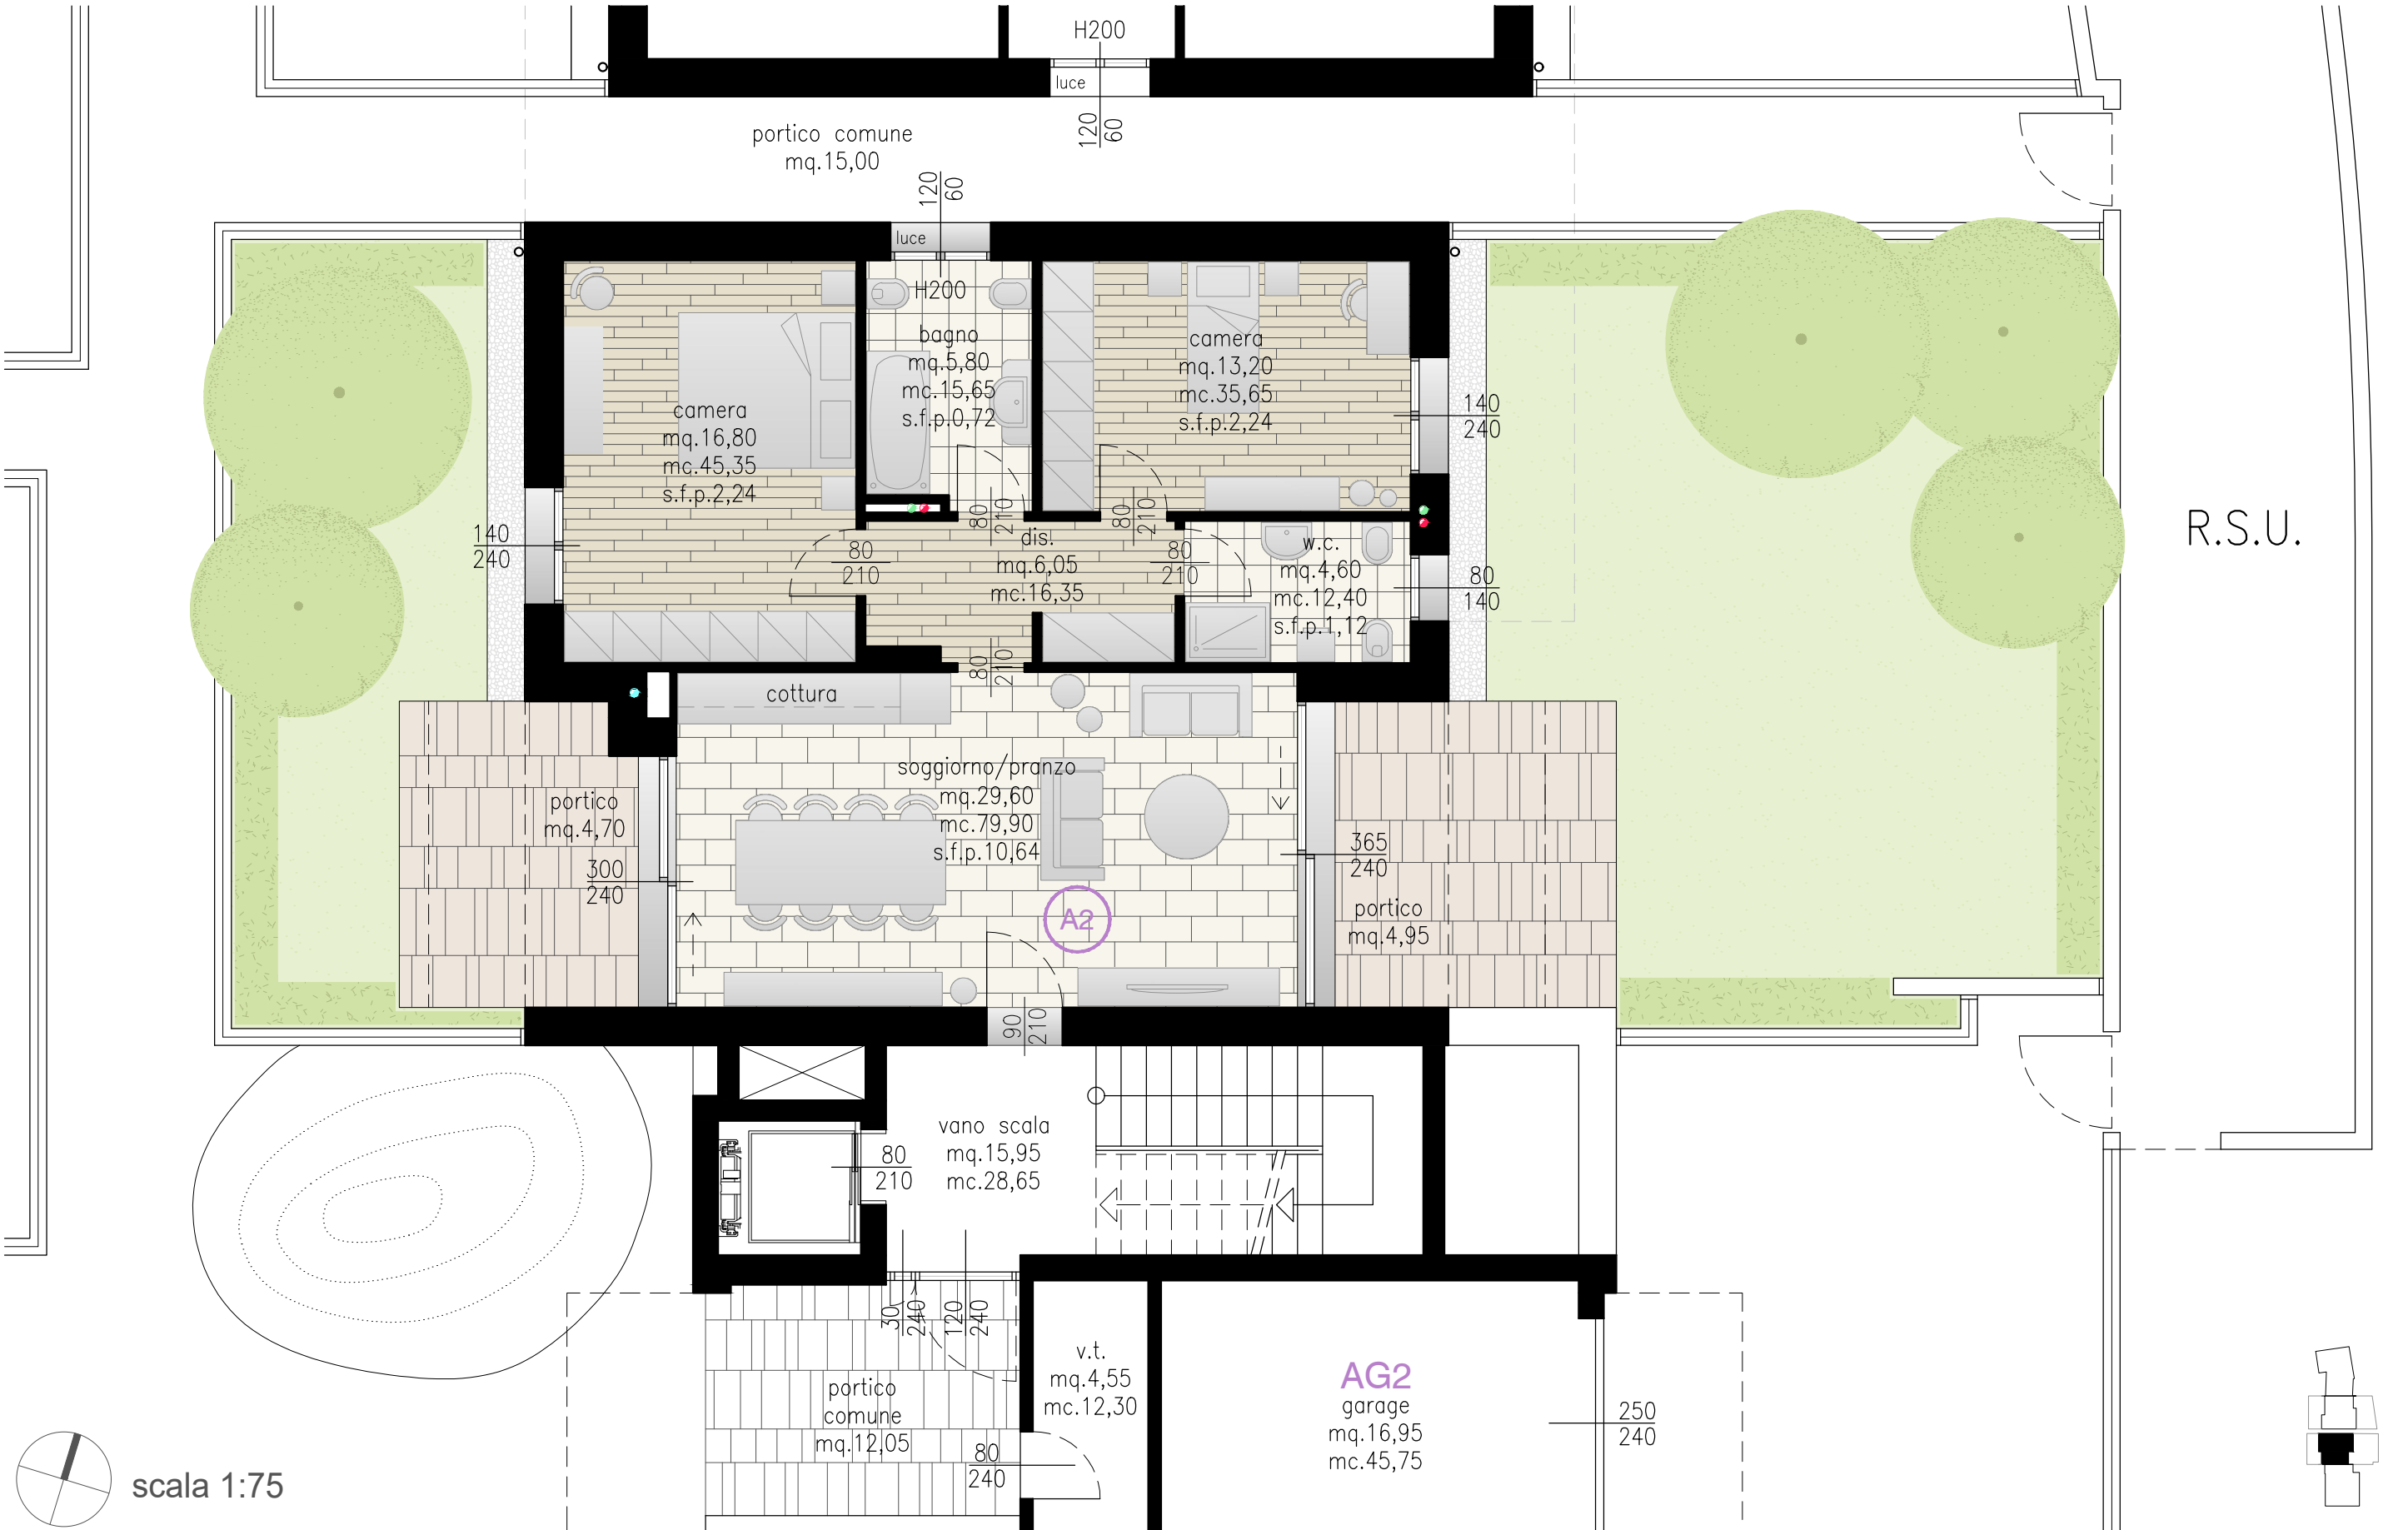 H200
luce
120
60
portico comune
mq.15,00
120
60
luce
H200
bagno
mq.5,80
mc.15,65
s.f.p.0,72
camera
mq.13,20
mc.35,65
s.f.p.2,24
140
240
camera
mq.16,80
mc.45,35
s.f.p.2,24
140
240
80
210
80
210
dis.
mq.6,05
mc.16,35
80
210
80
210
w.c.
mq.4,60
mc.12,40
s.f.p.1,12
80
140
R.S.U.
80
210
cottura
soggiorno/pranzo
mq.29,60
mc.79,90
s.f.p.10,64
portico
mq.4,70
300
240
365
240
portico
mq.4,95
A2
90
210
vano scala
mq.15,95
mc.28,65
80
210
30
240
120
240
portico
comune
mq.12,05
v.t.
mq.4,55
mc.12,30
80
240
AG2
garage
mq.16,95
mc.45,75
250
240
scala 1:75